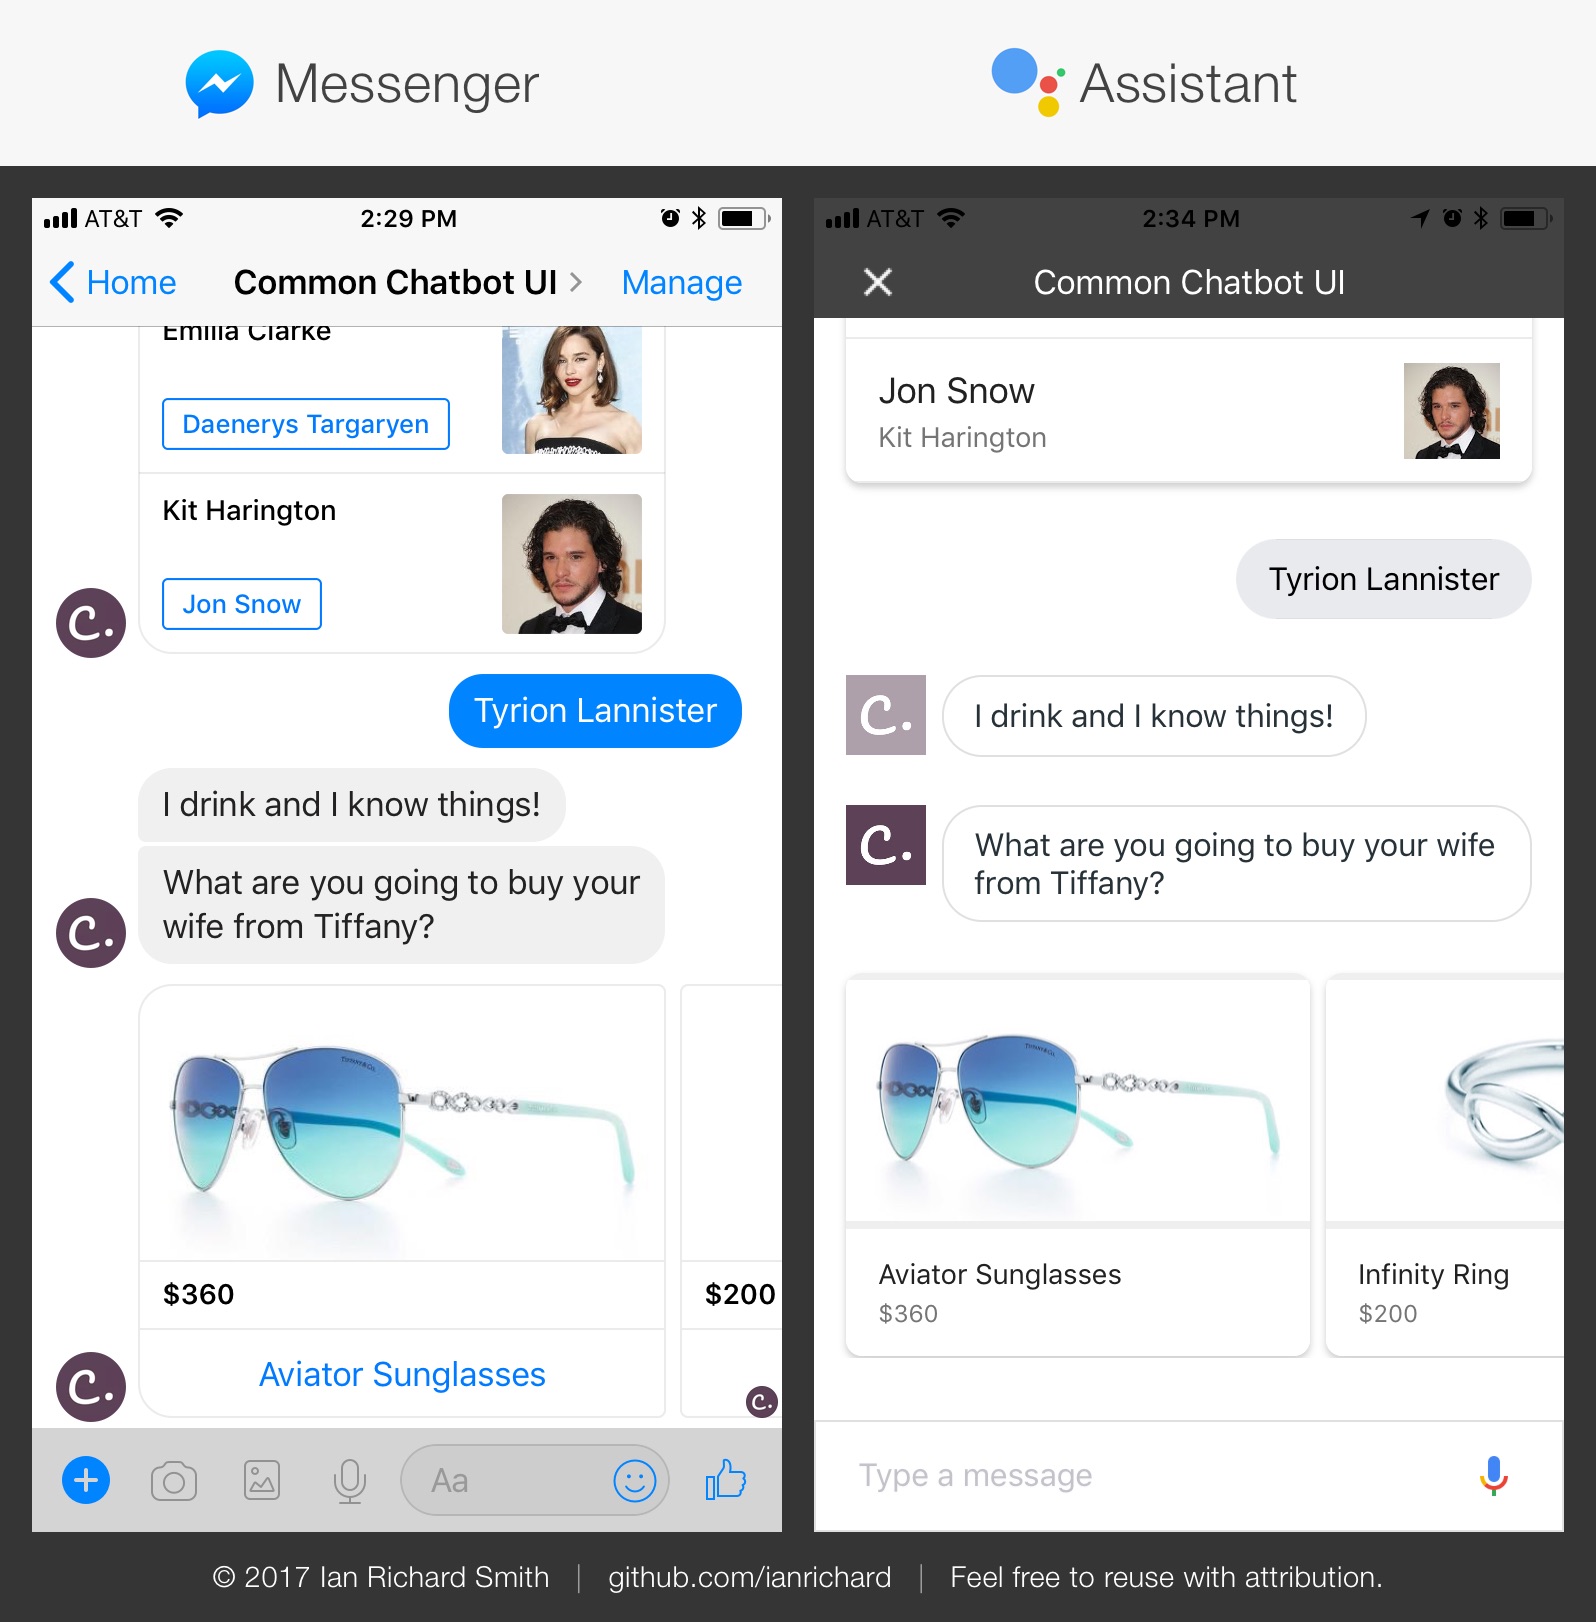 Messenger
Assistant
AT&T 2:29 PM
Home Common Chatbot UI Manage
Emilia Clarke
Daenerys Targaryen
Kit Harington
Jon Snow
C.
Tyrion Lannister
I drink and I know things!
What are you going to buy your
wife from Tiffany?
C.
TIFFANY&CO.
$360
$200
Aviator Sunglasses
C.
C.
Aa
AT&T 2:34 PM
Common Chatbot UI
Jon Snow
Kit Harington
Tyrion Lannister
C.
I drink and I know things!
C.
What are you going to buy your wife
from Tiffany?
TIFFANY&CO.
Aviator Sunglasses
$360
Infinity Ring
$200
Type a message
© 2017 Ian Richard Smith | github.com/ianrichard | Feel free to reuse with attribution.